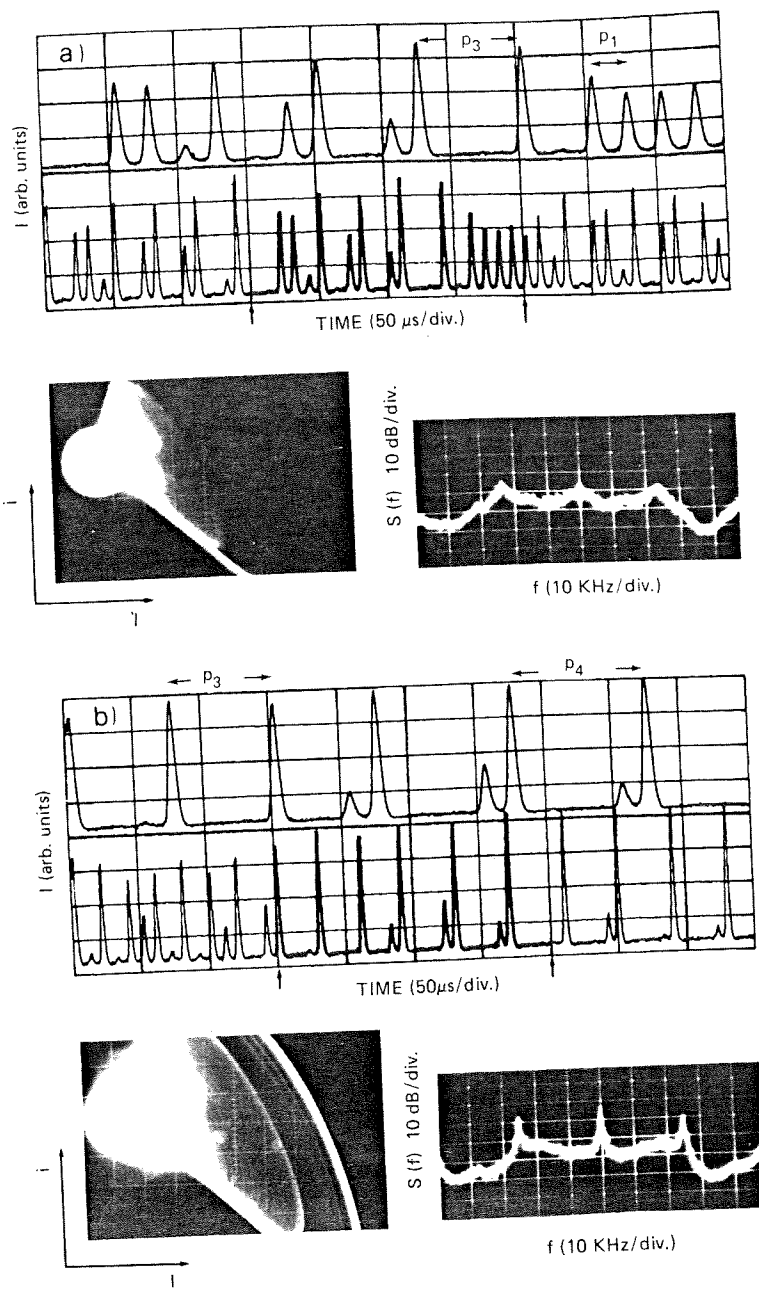 a)
p3
p1
I (arb. units)
TIME (50 μs/div.)
i
I
S (f) 10 dB/div.
f (10 KHz/div.)
b)
p3
p4
I (arb. units)
TIME (50μs/div.)
i
I
S (f) 10 dB/div.
f (10 KHz/div.)